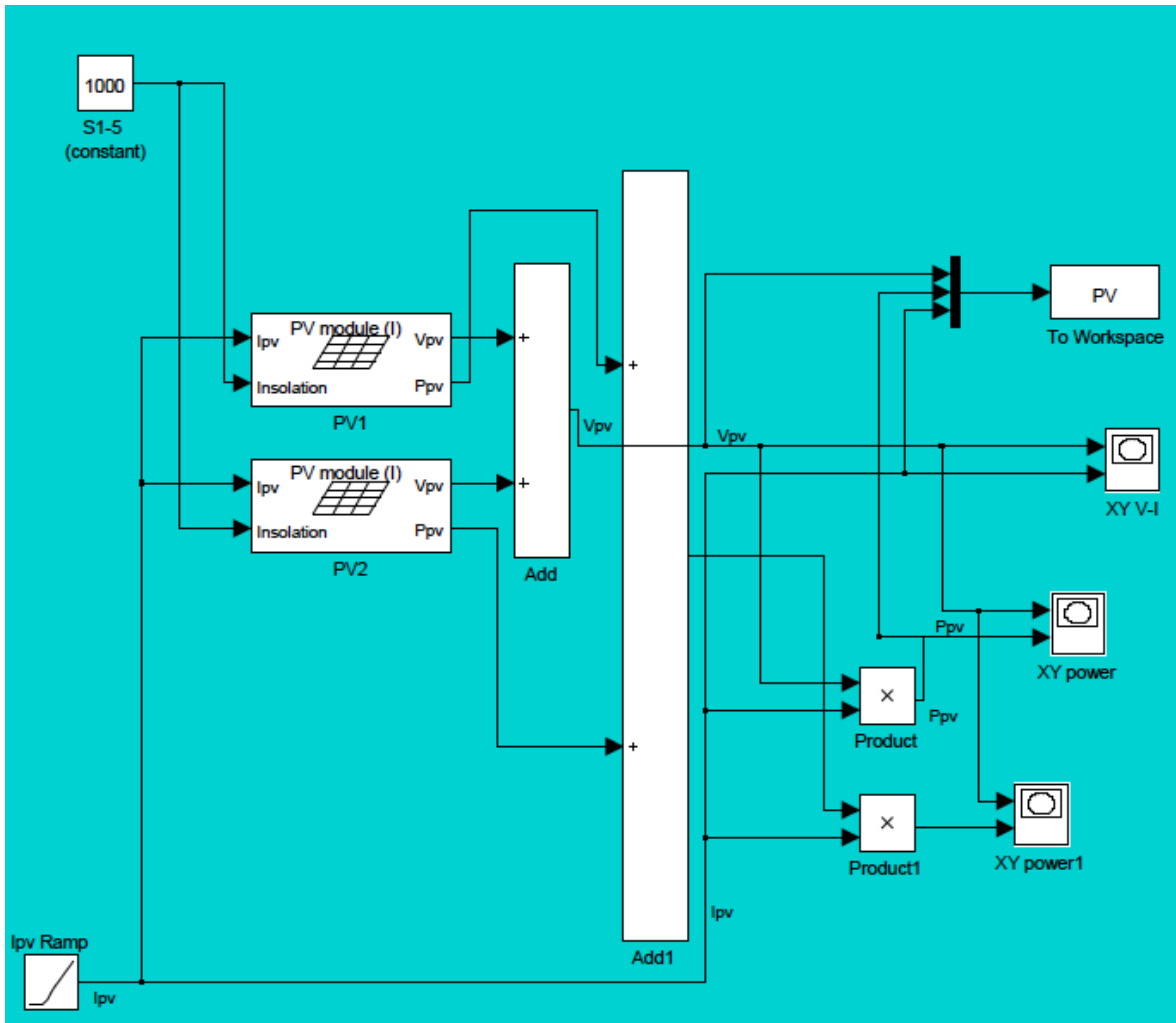 1000
S1-5
(constant)
PV module (I)
Ipv
Vpv
Insolation
Ppv
PV1
PV module (I)
Ipv
Vpv
Insolation
Ppv
PV2
+
+
Add
Vpv
+
+
Add1
Vpv
PV
To Workspace
XY V-I
Ppv
XY power
×
Ppv
Product
×
Product1
XY power1
Ipv
Ipv Ramp
Ipv